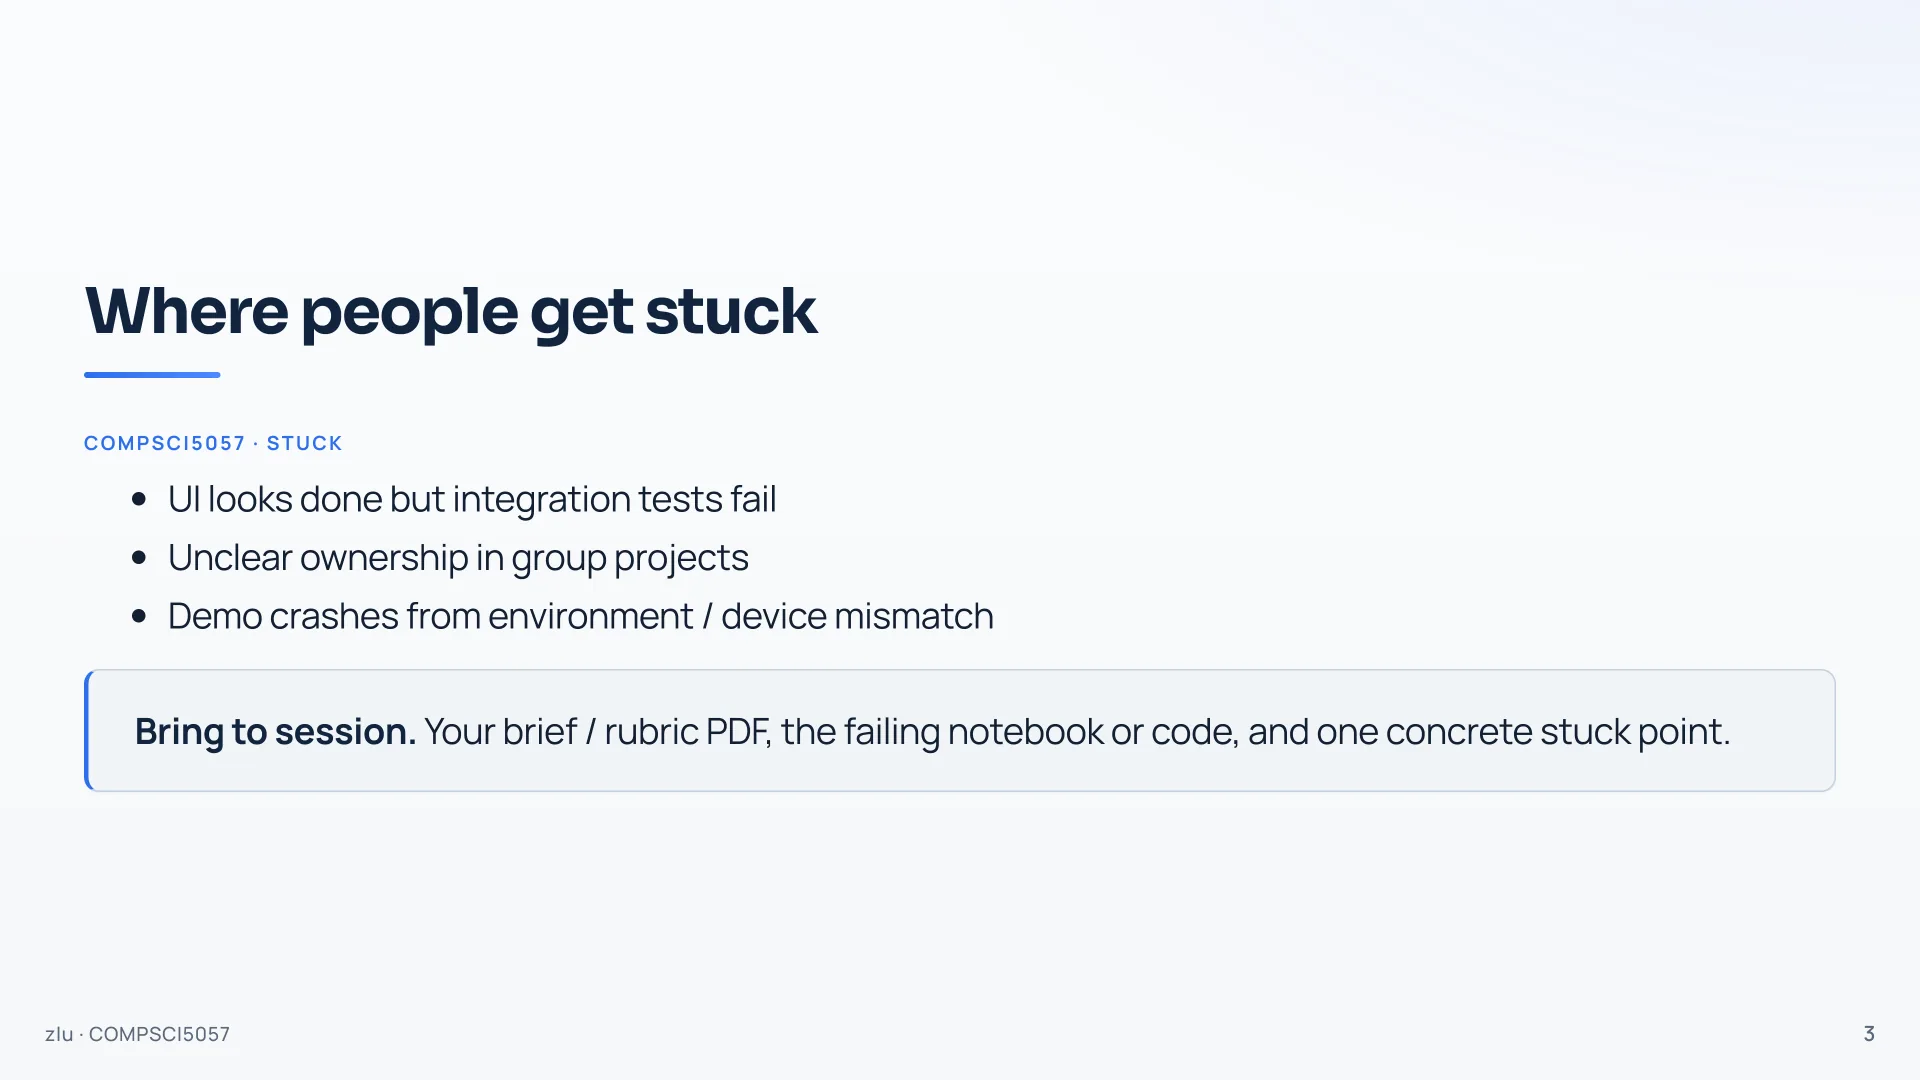 Where people get stuck
COMPSCI5057 · STUCK
• UI looks done but integration tests fail
• Unclear ownership in group projects
• Demo crashes from environment / device mismatch
Bring to session. Your brief / rubric PDF, the failing notebook or code, and one concrete stuck point.
zlu · COMPSCI5057
3